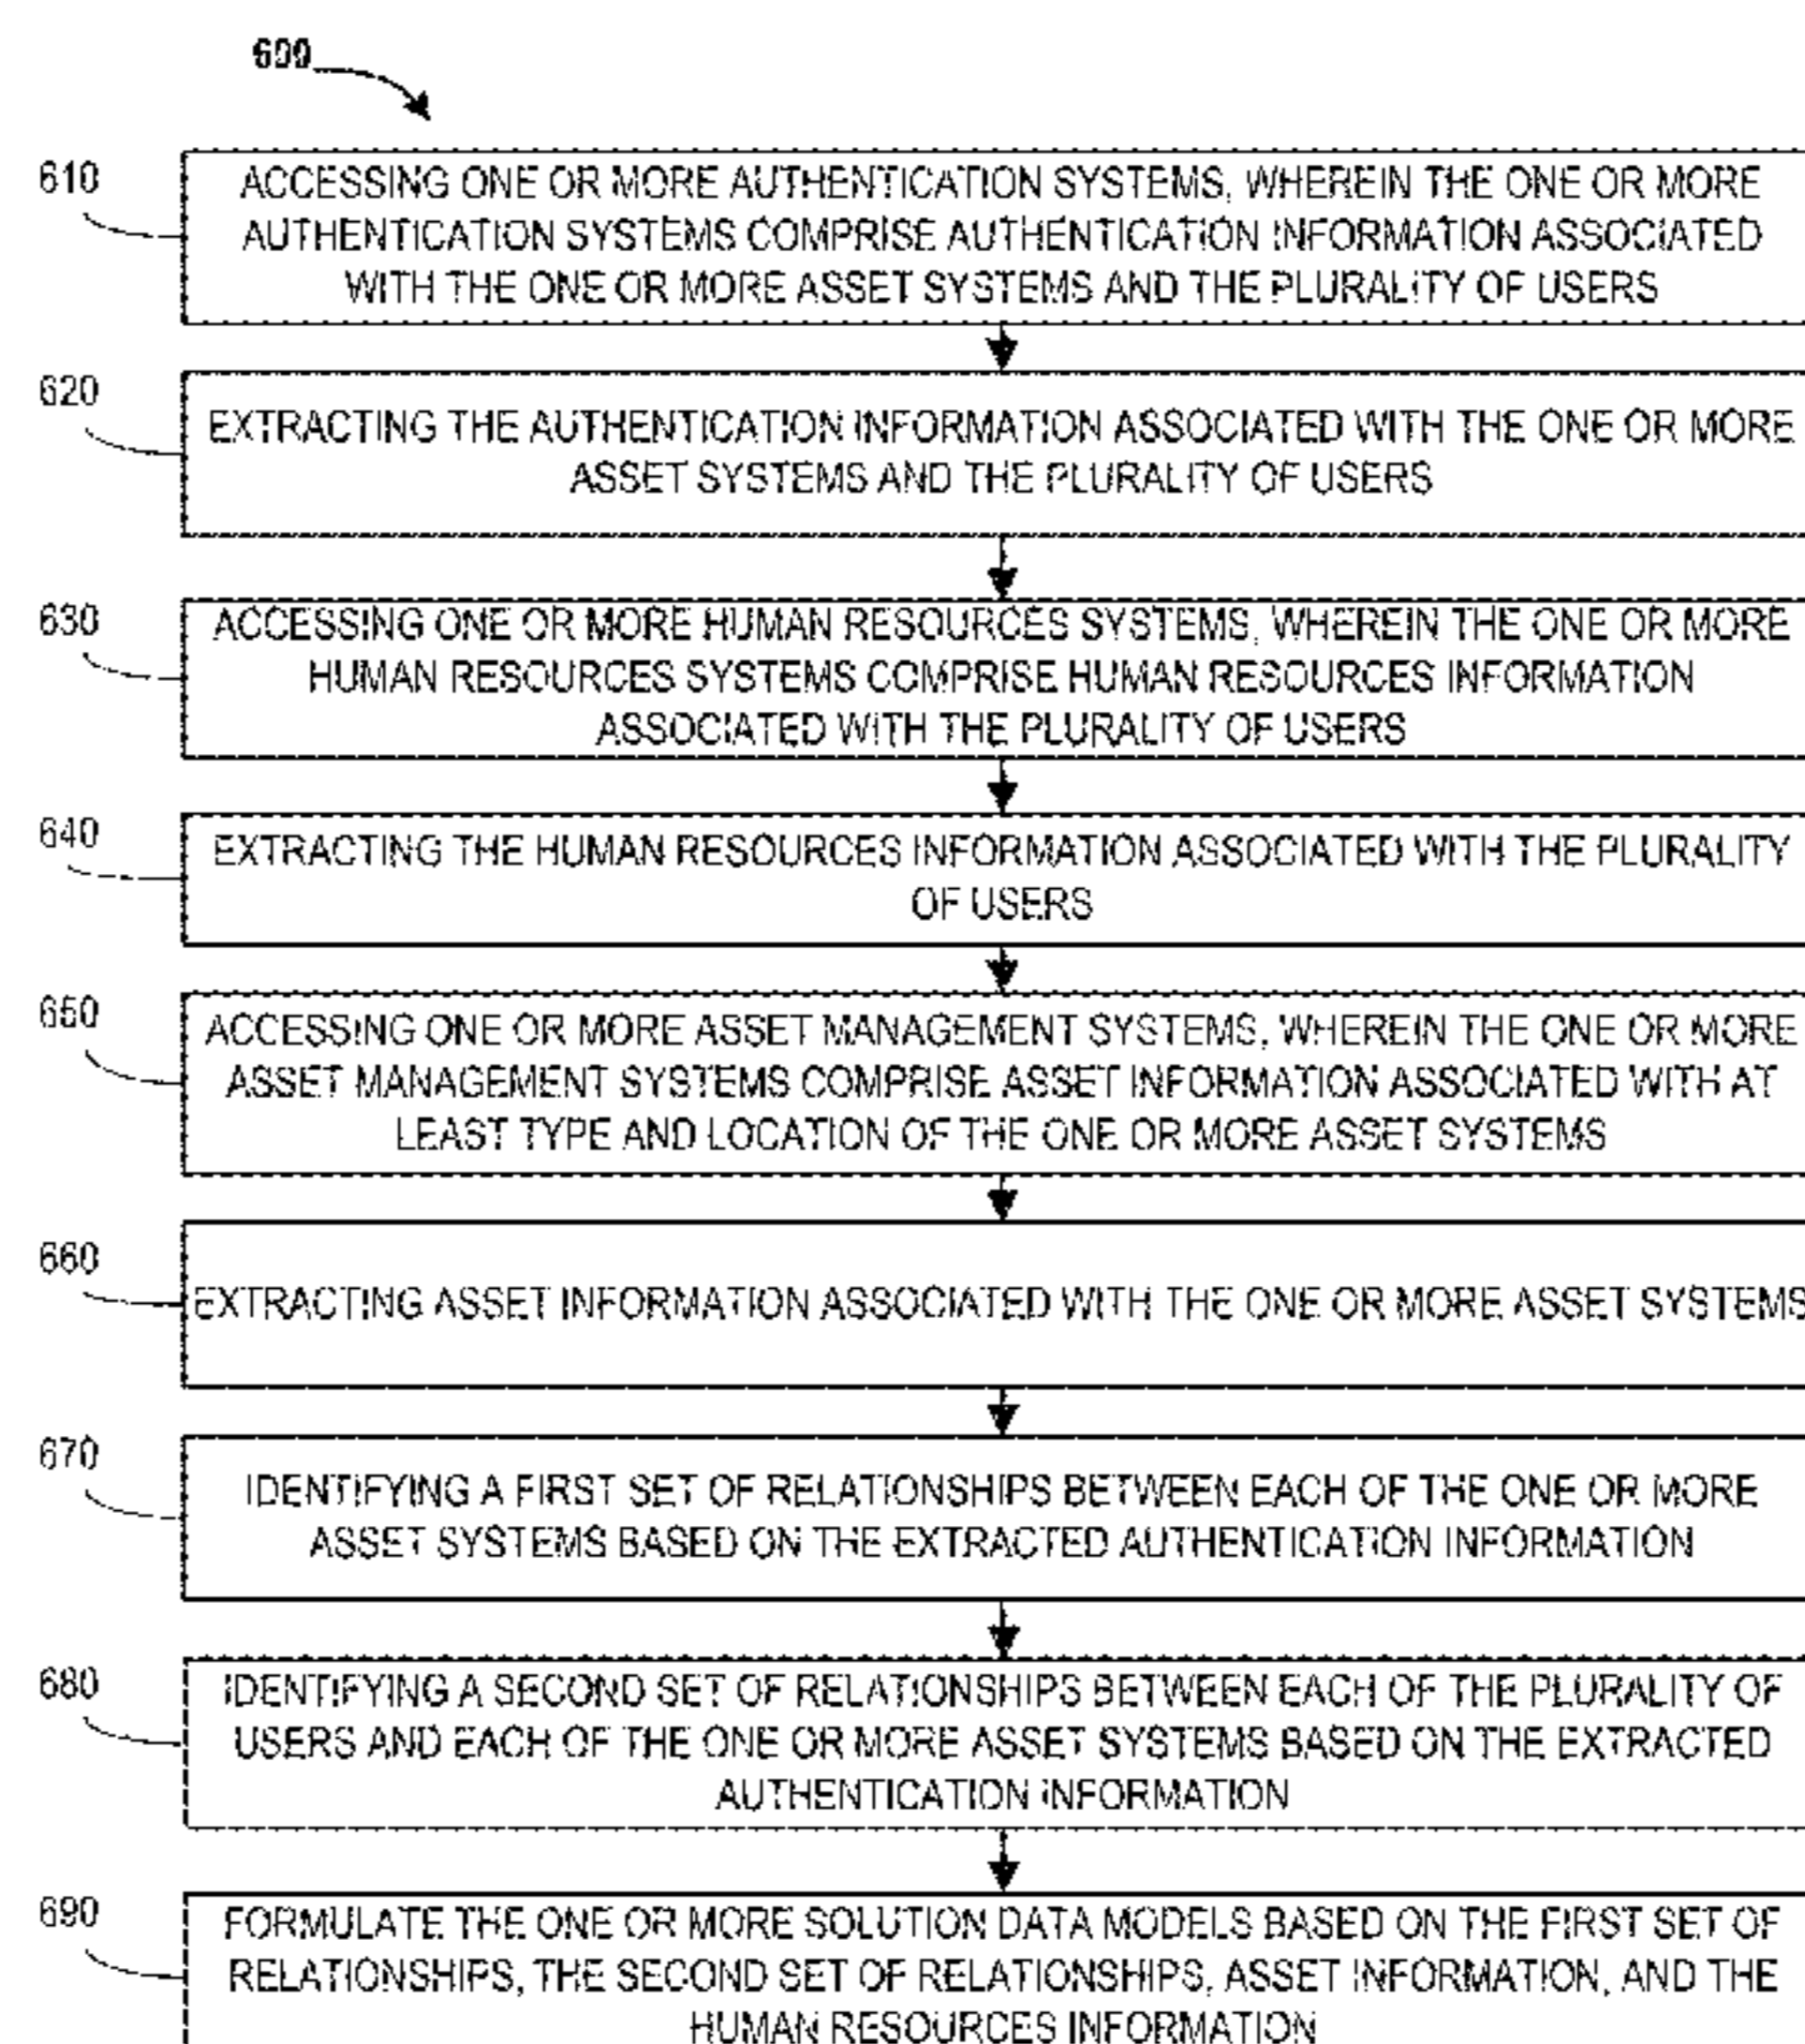 600
610
ACCESSING ONE OR MORE AUTHENTICATION SYSTEMS, WHEREIN THE ONE OR MORE
AUTHENTICATION SYSTEMS COMPRISE AUTHENTICATION INFORMATION ASSOCIATED
WITH THE ONE OR MORE ASSET SYSTEMS AND THE PLURALITY OF USERS
620
EXTRACTING THE AUTHENTICATION INFORMATION ASSOCIATED WITH THE ONE OR MORE
ASSET SYSTEMS AND THE PLURALITY OF USERS
630
ACCESSING ONE OR MORE HUMAN RESOURCES SYSTEMS, WHEREIN THE ONE OR MORE
HUMAN RESOURCES SYSTEMS COMPRISE HUMAN RESOURCES INFORMATION
ASSOCIATED WITH THE PLURALITY OF USERS
640
EXTRACTING THE HUMAN RESOURCES INFORMATION ASSOCIATED WITH THE PLURALITY
OF USERS
650
ACCESSING ONE OR MORE ASSET MANAGEMENT SYSTEMS, WHEREIN THE ONE OR MORE
ASSET MANAGEMENT SYSTEMS COMPRISE ASSET INFORMATION ASSOCIATED WITH AT
LEAST TYPE AND LOCATION OF THE ONE OR MORE ASSET SYSTEMS
660
EXTRACTING ASSET INFORMATION ASSOCIATED WITH THE ONE OR MORE ASSET SYSTEMS
670
IDENTIFYING A FIRST SET OF RELATIONSHIPS BETWEEN EACH OF THE ONE OR MORE
ASSET SYSTEMS BASED ON THE EXTRACTED AUTHENTICATION INFORMATION
680
IDENTIFYING A SECOND SET OF RELATIONSHIPS BETWEEN EACH OF THE PLURALITY OF
USERS AND EACH OF THE ONE OR MORE ASSET SYSTEMS BASED ON THE EXTRACTED
AUTHENTICATION INFORMATION
690
FORMULATE THE ONE OR MORE SOLUTION DATA MODELS BASED ON THE FIRST SET OF
RELATIONSHIPS, THE SECOND SET OF RELATIONSHIPS, ASSET INFORMATION, AND THE
HUMAN RESOURCES INFORMATION